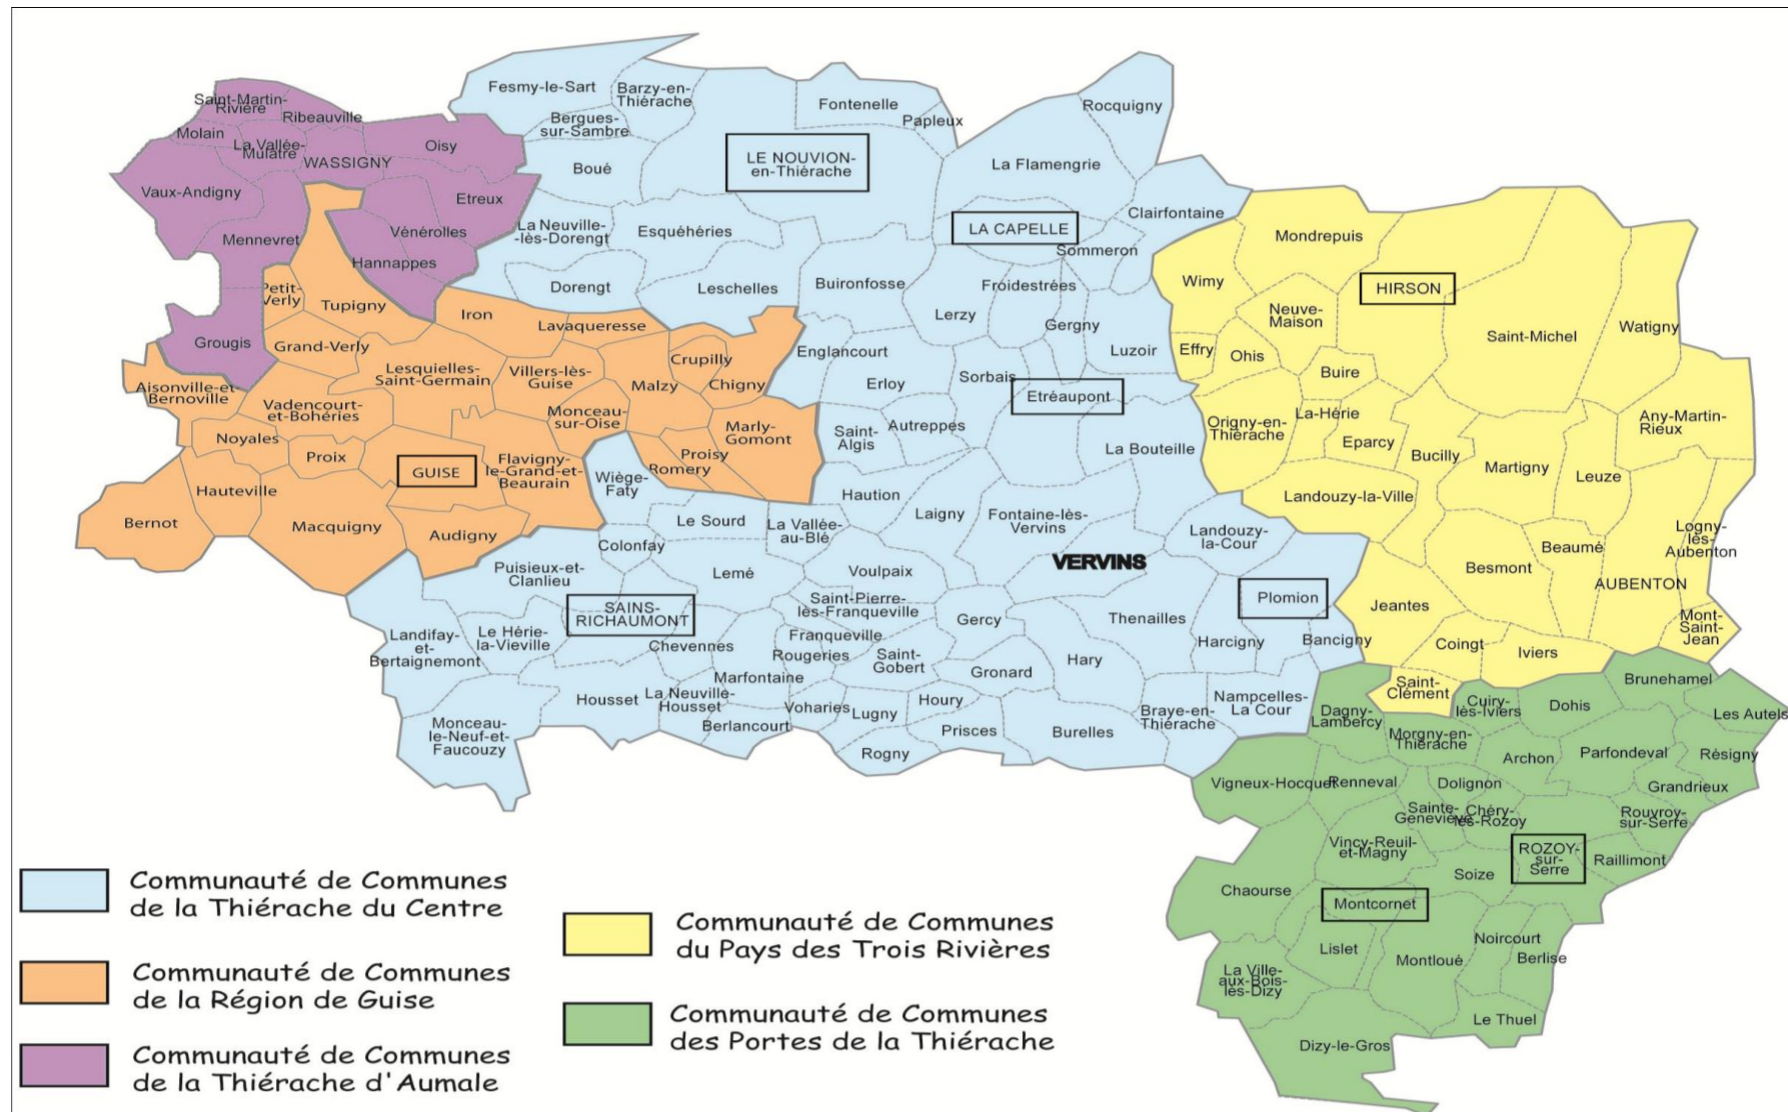 Fesmy-le-Sart
Barzy-en-
Thiérache
Bergues-
sur-Sambre
Fontenelle
Papleux
Rocquigny
Saint-Martin-
Rivière
Ribeauville
Molain
La Vallée-
Mulatre
WASSIGNY
Oisy
Boué
LE NOUVION-
en-Thiérache
La Flamengrie
Vaux-Andigny
Etreux
Mennevret
Vénérolles
Hannappes
La Neuville-
-lès-Dorengt
Esquéhéries
LA CAPELLE
Clairfontaine
Sommeron
Mondrepuis
Dorengt
Leschelles
Buironfosse
Froidestrées
Wimy
HIRSON
Petit-
Verly
Tupigny
Iron
Lavaqueresse
Lerzy
Gergny
Neuve-
Maison
Saint-Michel
Watigny
Grougis
Grand-Verly
Lesquielles-
Saint-Germain
Villers-lès-
Guise
Malzy
Crupilly
Chigny
Englancourt
Erloy
Sorbais
Luzoir
Effry
Ohis
Buire
Etréaupont
Aisonville-et
Bernoville
Vadencourt-
et-Bohéries
Monceau-
sur-Oise
Marly-
Gomont
Saint-
Algis
Autreppes
La Bouteille
Origny-en-
Thiérache
La-Hérie
Eparcy
Bucilly
Martigny
Any-Martin-
Rieux
Leuze
Noyales
Proix
GUISE
Flavigny-
le-Grand-et-
Beaurain
Proisy
Romery
Wiège-
Faty
Haution
Landouzy-la-Ville
Bernot
Hauteville
Macquigny
Audigny
Le Sourd
La Vallée-
au-Blé
Laigny
Fontaine-lès-
Vervins
Landouzy-
la-Cour
Colonfay
VERVINS
Beaumé
Logny-
lès-
Aubenton
Puisieux-et-
Clanlieu
Lemé
Voulpaix
Besmont
AUBENTON
SAINS-
RICHAUMONT
Saint-Pierre-
lès-Franqueville
Gercy
Thenailles
Plomion
Jeantes
Mont-
Saint-
Jean
Landifay-
et-
Bertaignemont
Le Hérie-
la-Vieville
Chevennes
Franqueville
Rougeries
Saint-
Gobert
Gronard
Hary
Harcigny
Bancigny
Coingt
Iviers
Marfontaine
Housset
La Neuville-
Housset
Berlancourt
Voharies
Lugny
Houry
Prisces
Burelles
Braye-en-
Thiérache
Nampcelles-
La Cour
Saint-
Clément
Monceau-
le-Neuf-et-
Faucouzy
Rogny
Dagny-
Lambercy
Cuiry-
lès-Iviers
Dohis
Brunehamel
Les Autels
Morgny-en-
Thiérache
Archon
Parfondeval
Résigny
Vigneux-Hocquet
Renneval
Dolignon
Grandrieux
Sainte-
Geneviève
Chéry-
lès-Rozoy
Rouvroy-
sur-Serre
Vincy-Reuil-
et-Magny
ROZOY-
sur-
Serre
Raillimont
Soize
Chaourse
Montcornet
Lislet
Montloué
Noircourt
Berlise
La Ville-
aux-Bois-
lès-Dizy
Le Thuel
Dizy-le-Gros
Communauté de Communes
de la Thiérache du Centre
Communauté de Communes
de la Région de Guise
Communauté de Communes
de la Thiérache d'Aumale
Communauté de Communes
du Pays des Trois Rivières
Communauté de Communes
des Portes de la Thiérache